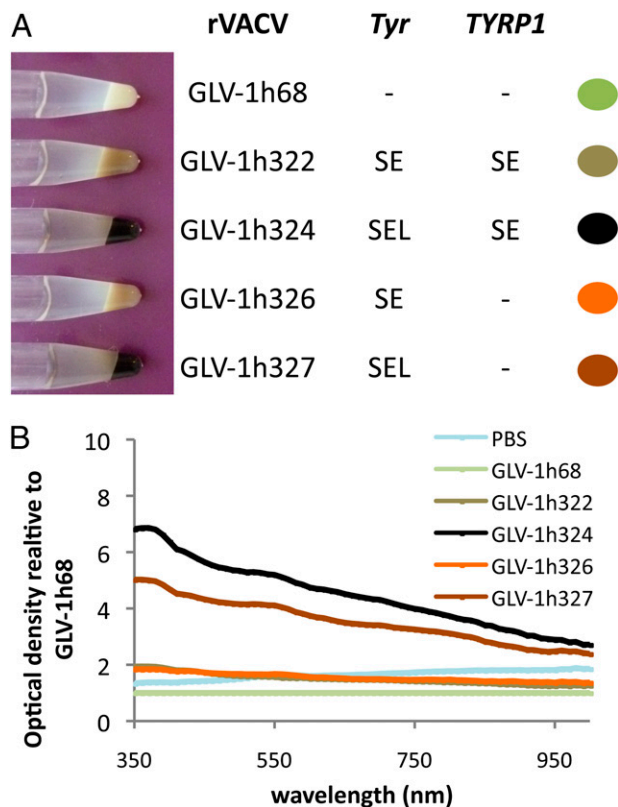 A
rVACV Tyr TYRP1
GLV-1h68 - -
GLV-1h322 SE SE
GLV-1h324 SEL SE
GLV-1h326 SE -
GLV-1h327 SEL -
B
PBS
GLV-1h68
GLV-1h322
GLV-1h324
GLV-1h326
GLV-1h327
Optical density realtive to
GLV-1h68
10
8
6
4
2
0
350 550 750 950
wavelength (nm)